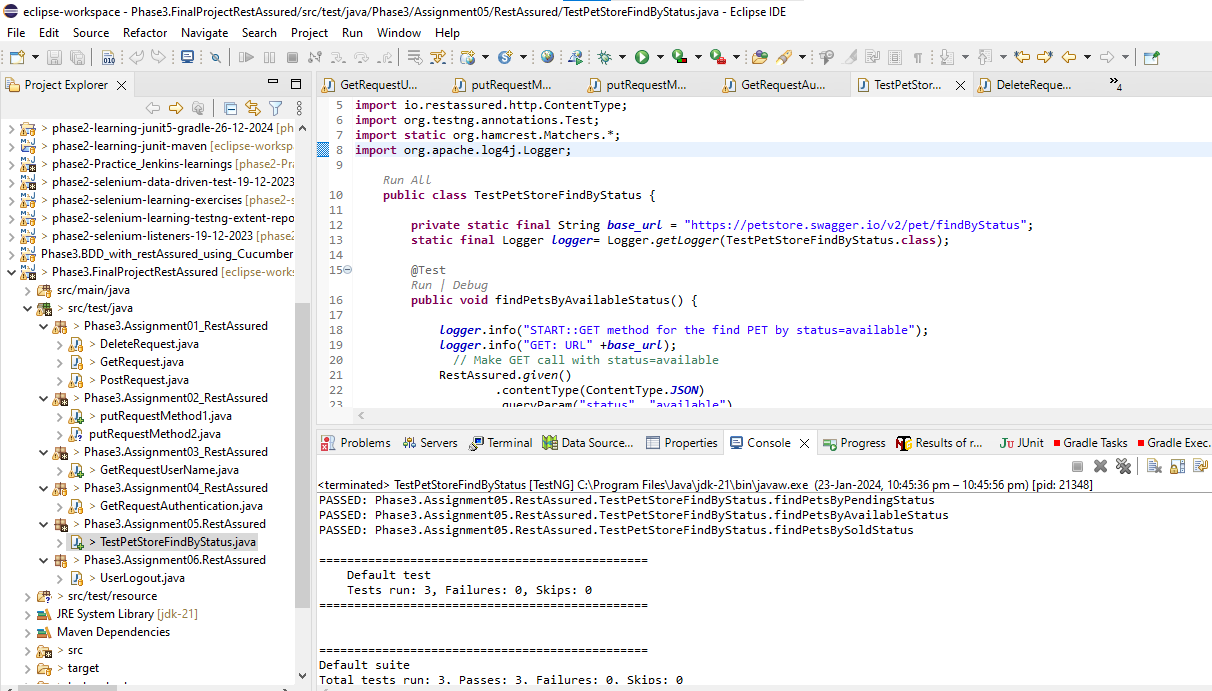 eclipse-workspace - Phase3.FinalProjectRestAssured/src/test/java/Phase3/Assignment05/RestAssured/TestPetStoreFindByStatus.java - Eclipse IDE
File Edit Source Refactor Navigate Search Project Run Window Help
Project Explorer
phase2-learning-junit5-gradle-26-12-2024 [ph
phase2-learning-junit-maven [eclipse-worksp
phase2-Practice_Jenkins-learnings [phase2-Pr
phase2-selenium-data-driven-test-19-12-2023
phase2-selenium-learning-exercises [phase2-s
phase2-selenium-learning-testng-extent-repo
phase2-selenium-listeners-19-12-2023 [phase2
Phase3.BDD_with_restAssured_using_Cucumber
> Phase3.FinalProjectRestAssured [eclipse-works
> src/main/java
> src/test/java
> Phase3.Assignment01_RestAssured
> DeleteRequest.java
> GetRequest.java
> PostRequest.java
> Phase3.Assignment02_RestAssured
> putRequestMethod1.java
putRequestMethod2.java
> Phase3.Assignment03_RestAssured
> GetRequestUserName.java
> Phase3.Assignment04_RestAssured
> GetRequestAuthentication.java
> Phase3.Assignment05.RestAssured
> TestPetStoreFindByStatus.java
> Phase3.Assignment06.RestAssured
> UserLogout.java
> src/test/resource
JRE System Library [jdk-21]
Maven Dependencies
> src
> target
GetRequestU... putRequestM... putRequestM... GetRequestAu... TestPetStor... DeleteReque... 4
5 import io.restassured.http.ContentType;
6 import org.testng.annotations.Test;
7 import static org.hamcrest.Matchers.*;
8 import org.apache.log4j.Logger;
9
Run All
10 public class TestPetStoreFindByStatus {
11
12 private static final String base_url = "https://petstore.swagger.io/v2/pet/findByStatus";
13 static final Logger logger= Logger.getLogger(TestPetStoreFindByStatus.class);
14
15 @Test
Run | Debug
16 public void findPetsByAvailableStatus() {
17
18 logger.info("START::GET method for the find PET by status=available");
19 logger.info("GET: URL" +base_url);
20 // Make GET call with status=available
21 RestAssured.given()
22 .contentType(ContentType.JSON)
23 .queryParam("status", "available")
Problems Servers Terminal Data Source... Properties Console Progress Results of r... JUnit Gradle Tasks Gradle Exec.
<terminated> TestPetStoreFindByStatus [TestNG] C:\Program Files\Java\jdk-21\bin\javaw.exe (23-Jan-2024, 10:45:36 pm – 10:45:56 pm) [pid: 21348]
PASSED: Phase3.Assignment05.RestAssured.TestPetStoreFindByStatus.findPetsByPendingStatus
PASSED: Phase3.Assignment05.RestAssured.TestPetStoreFindByStatus.findPetsByAvailableStatus
PASSED: Phase3.Assignment05.RestAssured.TestPetStoreFindByStatus.findPetsBySoldStatus
===============================================
Default test
Tests run: 3, Failures: 0, Skips: 0
===============================================
===============================================
Default suite
Total tests run: 3, Passes: 3, Failures: 0, Skips: 0